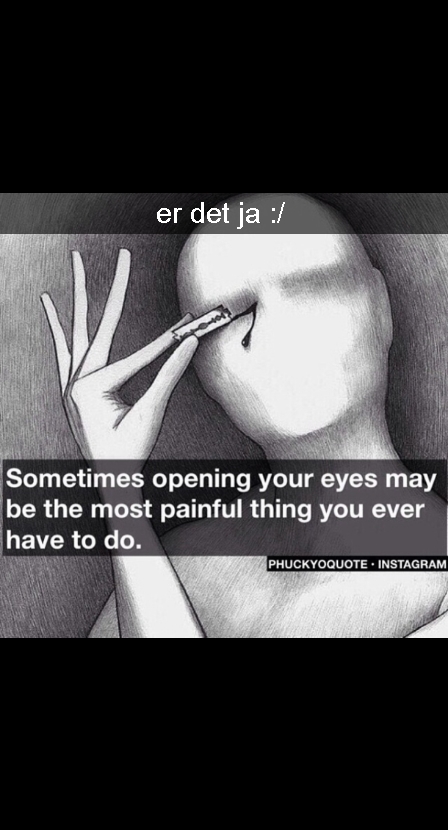 er det ja :/
Sometimes opening your eyes may
be the most painful thing you ever
have to do.
PHUCKYOQUOTE • INSTAGRAM